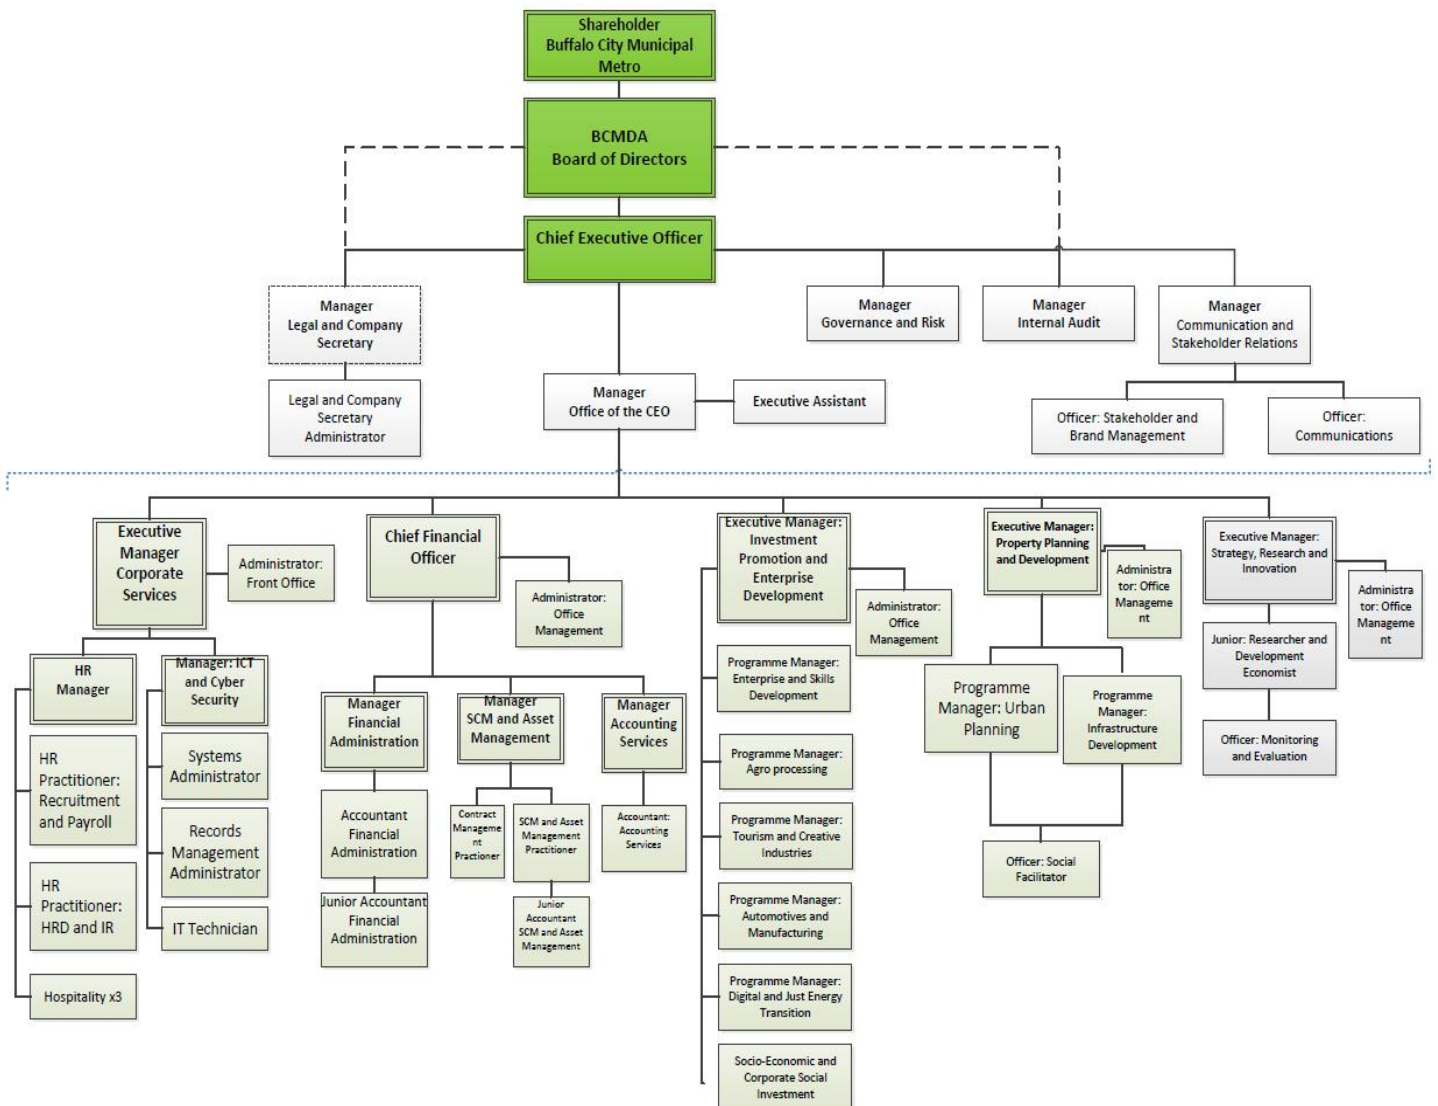 Shareholder
Buffalo City Municipal
Metro
BCMDA
Board of Directors
Chief Executive Officer
Manager
Legal and Company
Secretary
Manager
Governance and Risk
Manager
Internal Audit
Manager
Communication and
Stakeholder Relations
Legal and Company
Secretary
Administrator
Manager
Office of the CEO
Executive Assistant
Officer: Stakeholder and
Brand Management
Officer:
Communications
Executive
Manager
Corporate
Services
Administrator:
Front Office
Chief Financial
Officer
Administrator:
Office
Management
Executive Manager:
Investment
Promotion and
Enterprise
Development
Administrator:
Office
Management
Executive Manager:
Property Planning
and Development
Administra
tor: Office
Manageme
nt
Executive Manager:
Strategy, Research and
Innovation
Administra
tor: Office
Manageme
nt
HR
Manager
Manager: ICT
and Cyber
Security
HR
Practitioner:
Recruitment
and Payroll
Systems
Administrator
Records
Management
Administrator
HR
Practitioner:
HRD and IR
IT Technician
Hospitality x3
Manager
Financial
Administration
Manager
SCM and Asset
Management
Manager
Accounting
Services
Accountant
Financial
Administration
Contract
Manageme
nt
Practioner
SCM and Asset
Management
Practitioner
Accountant:
Accounting
Services
Junior Accountant
Financial
Administration
Junior
Accountant
SCM and Asset
Management
Programme Manager:
Enterprise and Skills
Development
Programme Manager:
Agro processing
Programme Manager:
Tourism and Creative
Industries
Programme Manager:
Automotives and
Manufacturing
Programme Manager:
Digital and Just Energy
Transition
Socio-Economic and
Corporate Social
Investment
Programme
Manager: Urban
Planning
Programme
Manager:
Infrastructure
Development
Officer: Social
Facilitator
Junior: Researcher and
Development
Economist
Officer: Monitoring
and Evaluation